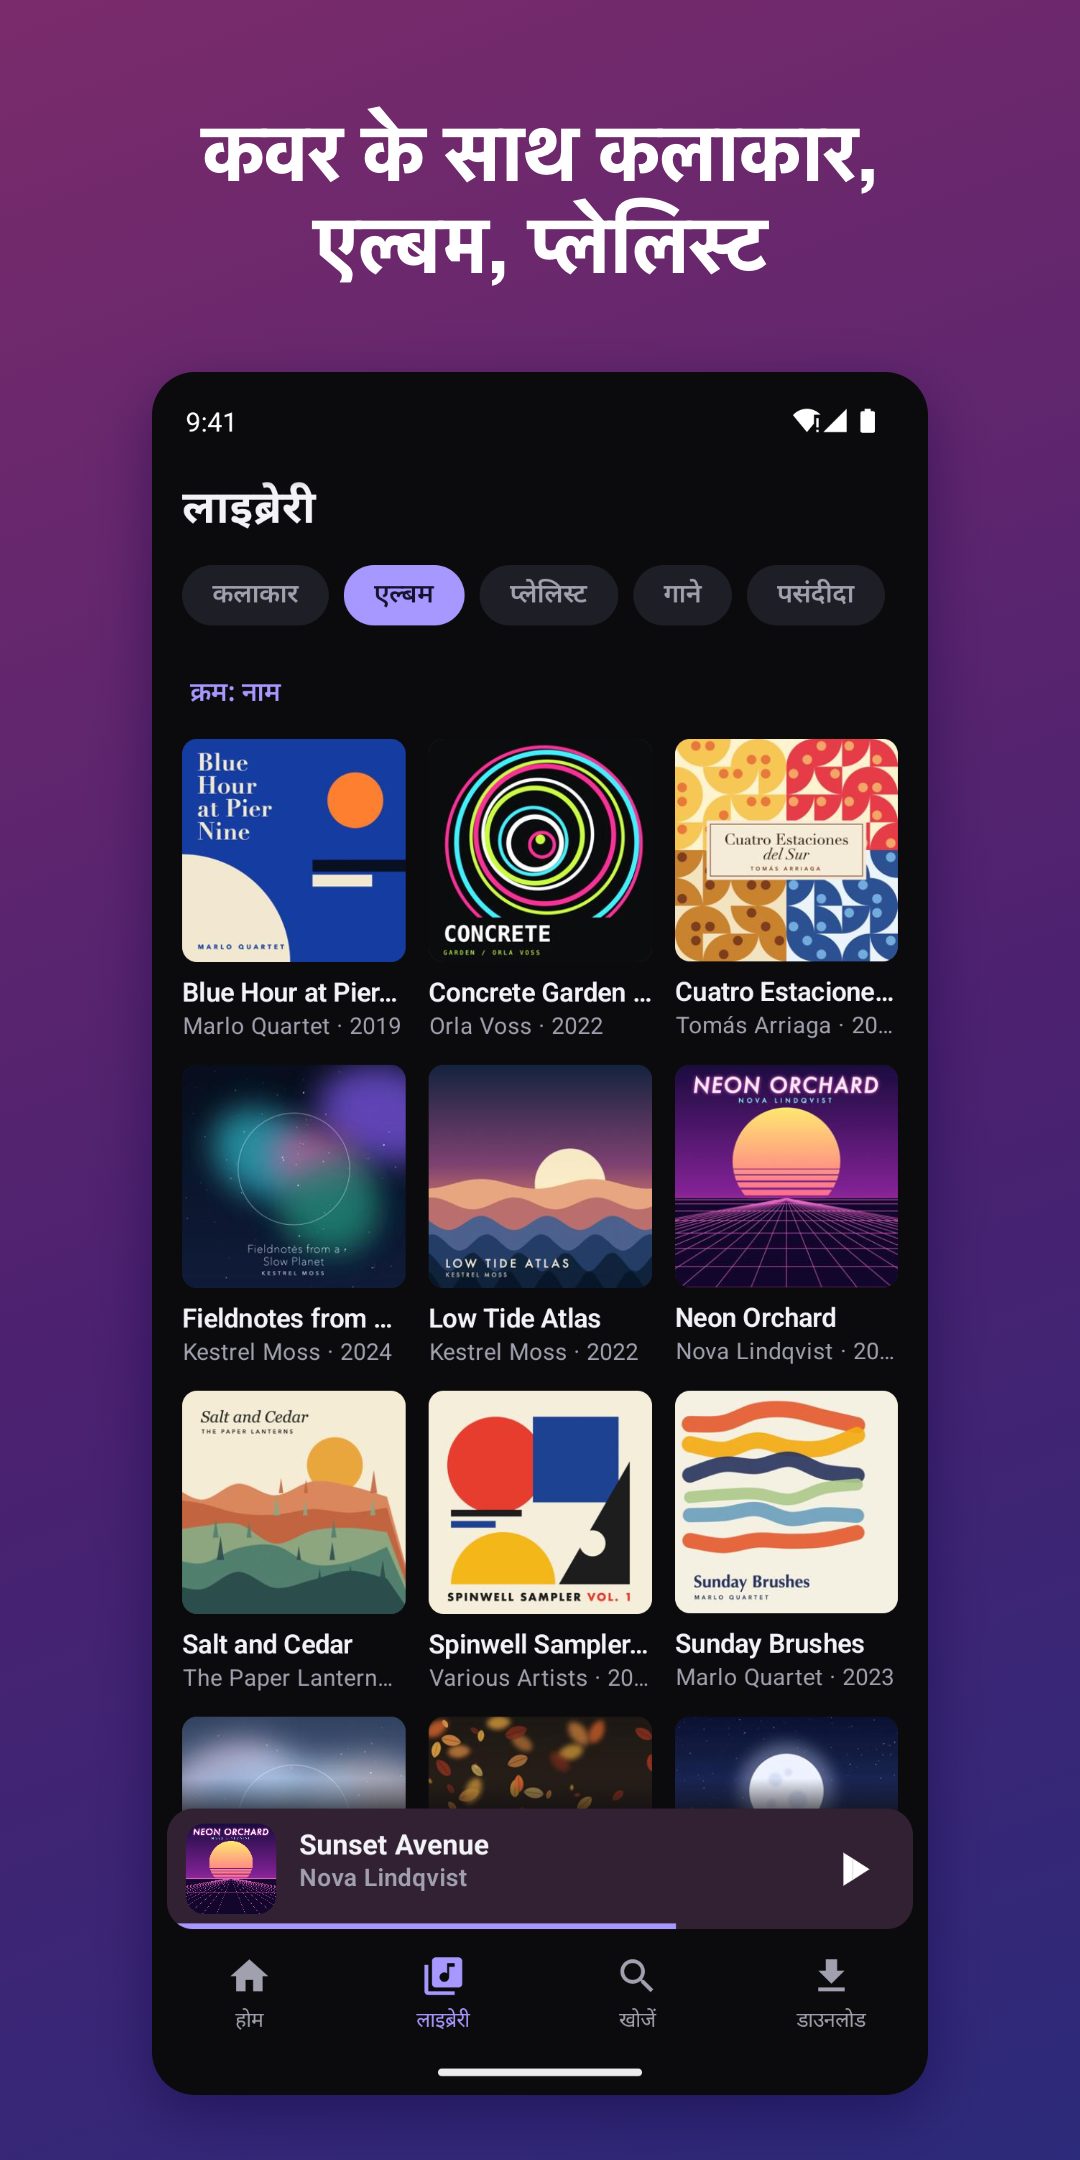 कवर के साथ कलाकार,
एल्बम, प्लेलिस्ट
9:41
लाइब्रेरी
कलाकार एल्बम प्लेलिस्ट गाने पसंदीदा
क्रम: नाम
Blue
Hour
at Pier
Nine
MARLO QUARTET
CONCRETE
GARDEN / ORLA VOSS
Cuatro Estaciones
del Sur
TOMÁS ARRIAGA
Blue Hour at Pier...
Marlo Quartet · 2019
Concrete Garden ...
Orla Voss · 2022
Cuatro Estacione...
Tomás Arriaga · 20...
Fieldnotes from a
Slow Planet
KESTREL MOSS
LOW TIDE ATLAS
KESTREL MOSS
NEON ORCHARD
NOVA LINDQVIST
Fieldnotes from ...
Kestrel Moss · 2024
Low Tide Atlas
Kestrel Moss · 2022
Neon Orchard
Nova Lindqvist · 20...
Salt and Cedar
THE PAPER LANTERNS
SPINWELL SAMPLER VOL. 1
Sunday Brushes
MARLO QUARTET
Salt and Cedar
The Paper Lantern...
Spinwell Sampler...
Various Artists · 20...
Sunday Brushes
Marlo Quartet · 2023
NEON ORCHARD
Sunset Avenue
Nova Lindqvist
होम लाइब्रेरी खोजें डाउनलोड